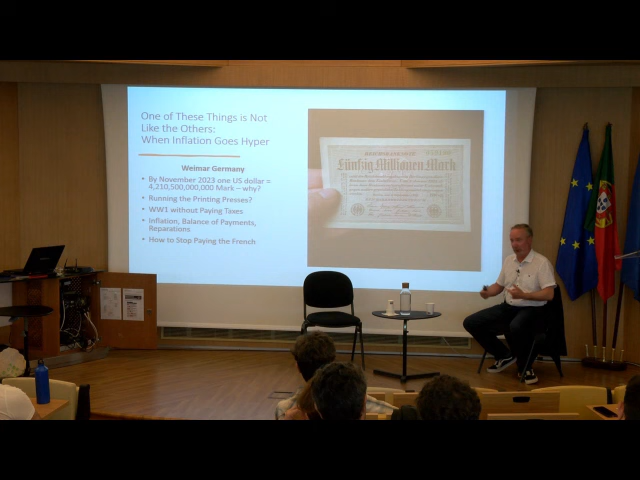 One of These Things is Not
Like the Others:
When Inflation Goes Hyper
Weimar Germany
• By November 2023 one US dollar =
4,210,500,000,000 Mark – why?
• Running the Printing Presses?
• WW1 without Paying Taxes
• Inflation, Balance of Payments,
Reparations
• How to Stop Paying the French
Fünfzig Millionen Mark